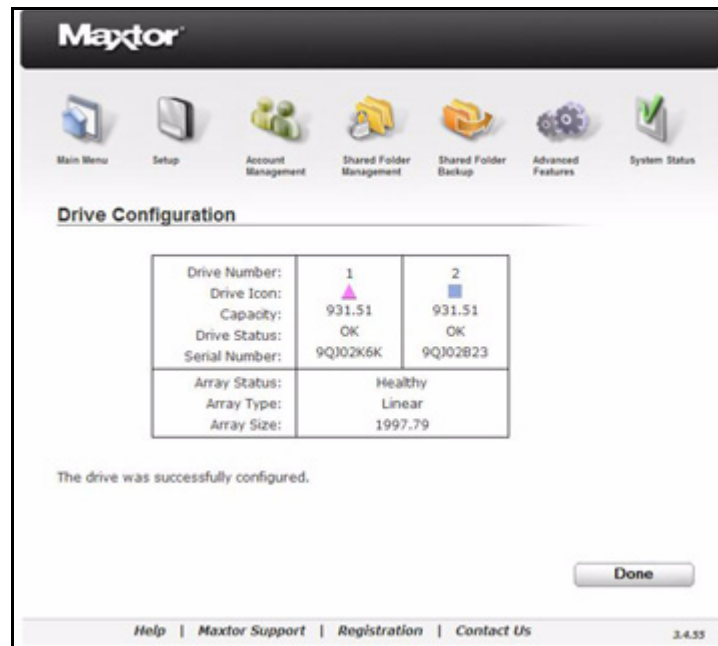 Maxtor
Main Menu
Setup
Account Management
Shared Folder Management
Shared Folder Backup
Advanced Features
System Status
Drive Configuration
Drive Number: 1 2
Drive Icon:
Capacity: 931.51 931.51
Drive Status: OK OK
Serial Number: 9QJ02K6K 9QJ02B23
Array Status: Healthy
Array Type: Linear
Array Size: 1997.79
The drive was successfully configured.
Done
Help | Maxtor Support | Registration | Contact Us
3.4.55